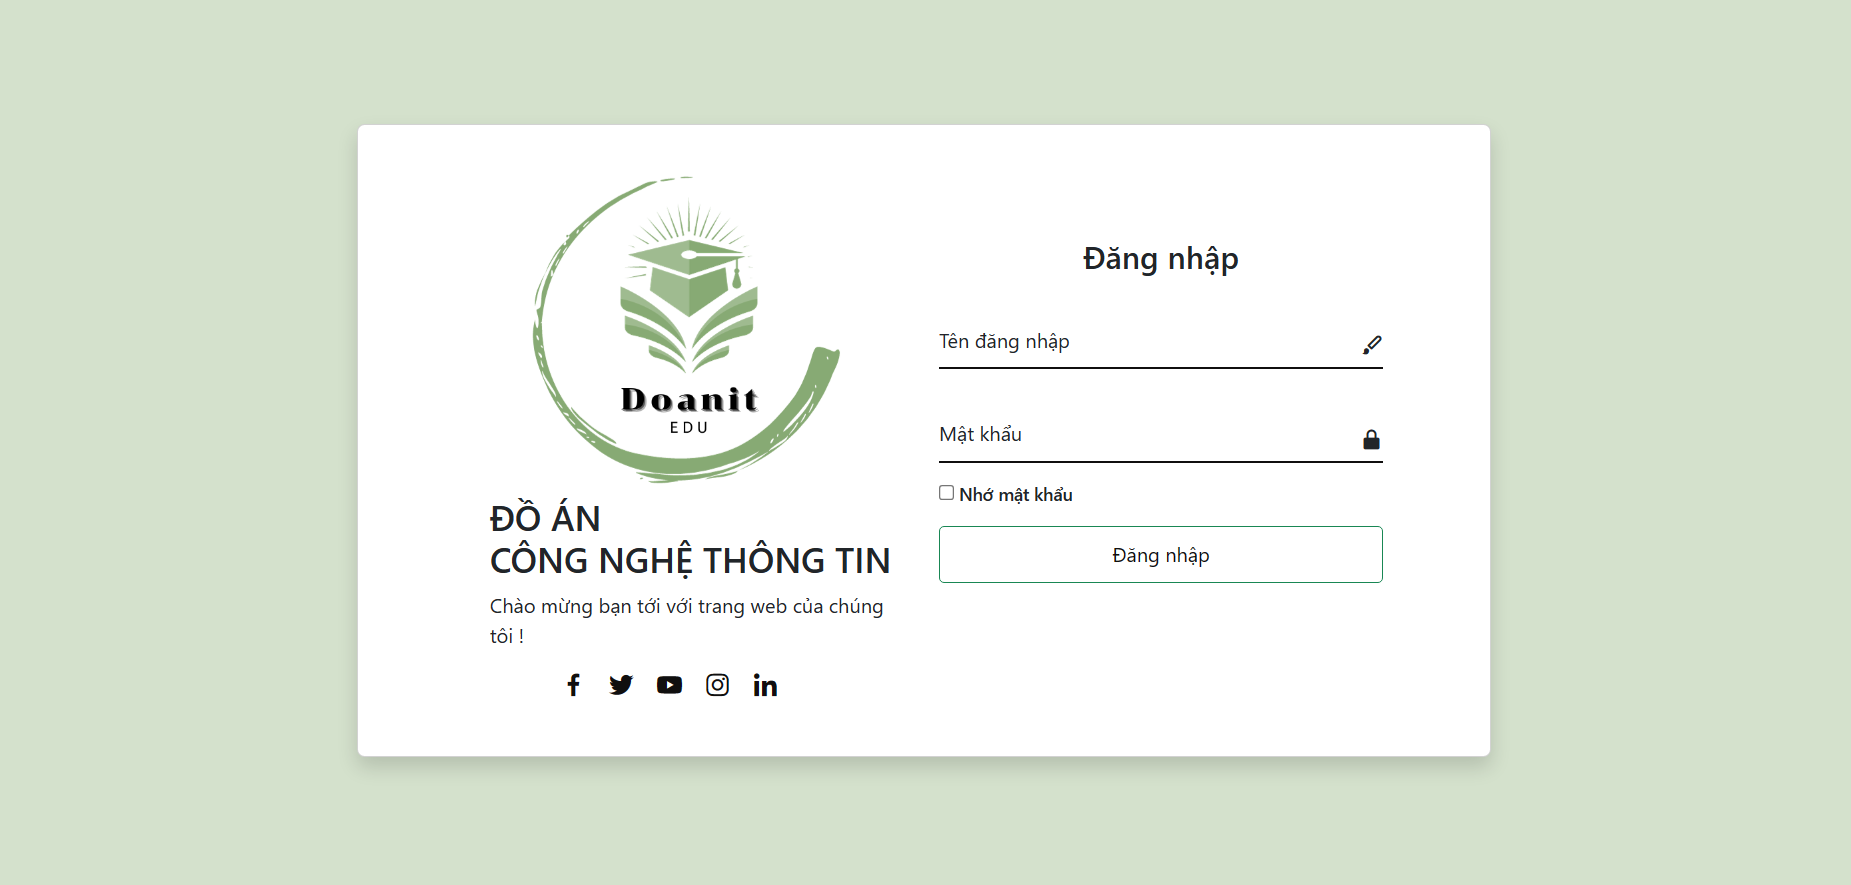 Doanit
EDU
ĐỒ ÁN
CÔNG NGHỆ THÔNG TIN
Chào mừng bạn tới với trang web của chúng
tôi !
Đăng nhập
Tên đăng nhập
Mật khẩu
Nhớ mật khẩu
Đăng nhập